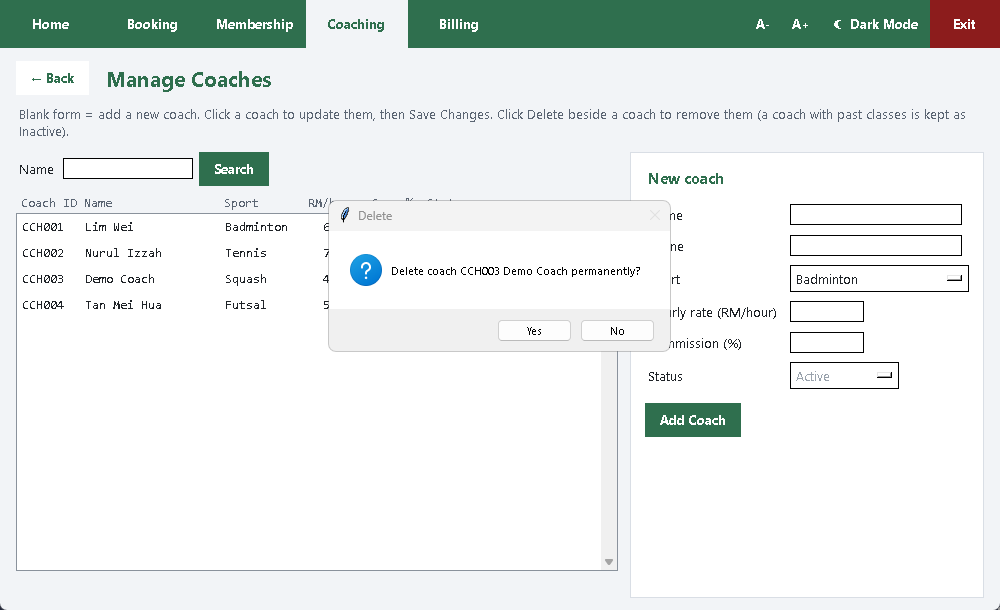 Home Booking Membership Coaching Billing A- A+ ☾ Dark Mode Exit
← Back Manage Coaches
Blank form = add a new coach. Click a coach to update them, then Save Changes. Click Delete beside a coach to remove them (a coach with past classes is kept as
Inactive).
Name Search
New coach
Coach ID Name Sport
CCH001 Lim Wei Badminton
CCH002 Nurul Izzah Tennis
CCH003 Demo Coach Squash
CCH004 Tan Mei Hua Futsal
Delete
Delete coach CCH003 Demo Coach permanently?
Yes No
Badminton
(RM/hour)
(%)
Status Active
Add Coach